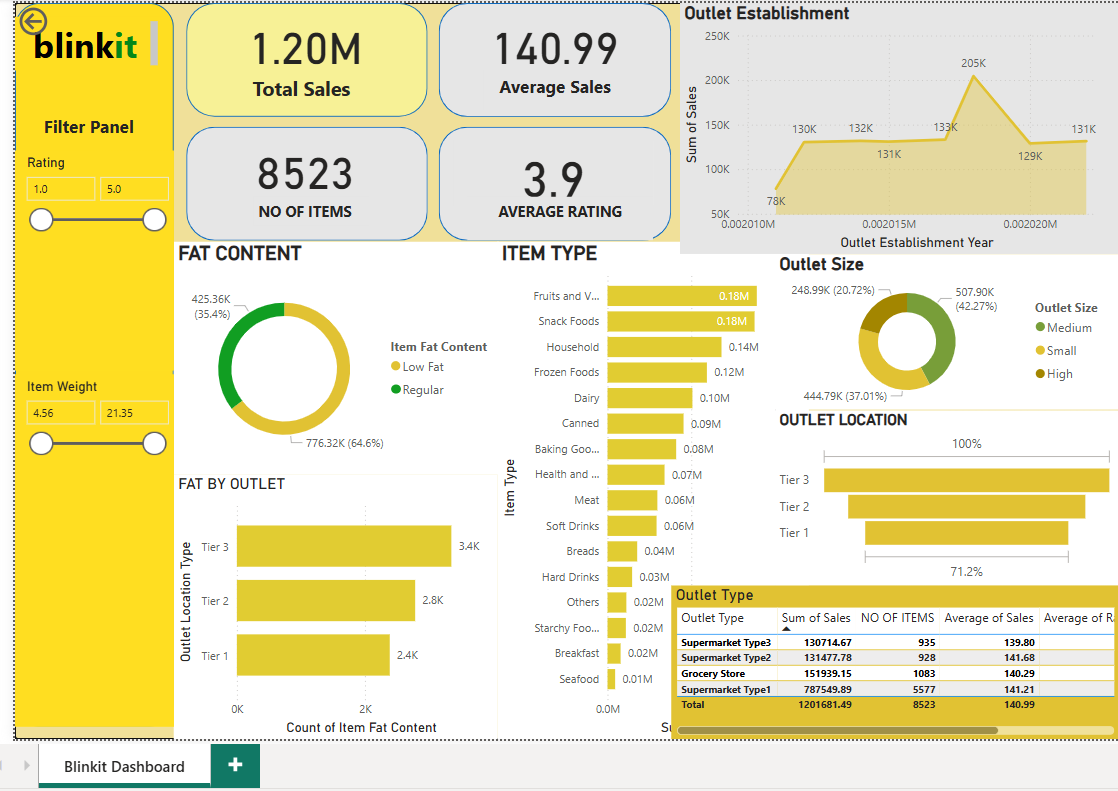 blinkit
Filter Panel
Rating
1.0 5.0
Item Weight
4.56 21.35
1.20M
Total Sales
140.99
Average Sales
8523
NO OF ITEMS
3.9
AVERAGE RATING
Outlet Establishment
Sum of Sales
250K
200K
150K
100K
50K
78K
130K
132K
131K
133K
205K
129K
131K
0.002010M 0.002015M 0.002020M
Outlet Establishment Year
FAT CONTENT
425.36K
(35.4%)
776.32K (64.6%)
Item Fat Content
Low Fat
Regular
FAT BY OUTLET
Outlet Location Type
Tier 3 3.4K
Tier 2 2.8K
Tier 1 2.4K
0K 2K
Count of Item Fat Content
ITEM TYPE
Item Type
Fruits and V... 0.18M
Snack Foods 0.18M
Household 0.14M
Frozen Foods 0.12M
Dairy 0.10M
Canned 0.09M
Baking Goo... 0.08M
Health and ... 0.07M
Meat 0.06M
Soft Drinks 0.06M
Breads 0.04M
Hard Drinks 0.03M
Others 0.02M
Starchy Foo... 0.02M
Breakfast 0.02M
Seafood 0.01M
0.0M
Outlet Size
248.99K (20.72%)
507.90K
(42.27%)
444.79K (37.01%)
Outlet Size
Medium
Small
High
OUTLET LOCATION
100%
Tier 3
Tier 2
Tier 1
71.2%
Outlet Type
Outlet Type Sum of Sales NO OF ITEMS Average of Sales Average of R
Supermarket Type3 130714.67 935 139.80
Supermarket Type2 131477.78 928 141.68
Grocery Store 151939.15 1083 140.29
Supermarket Type1 787549.89 5577 141.21
Total 1201681.49 8523 140.99
Blinkit Dashboard
+